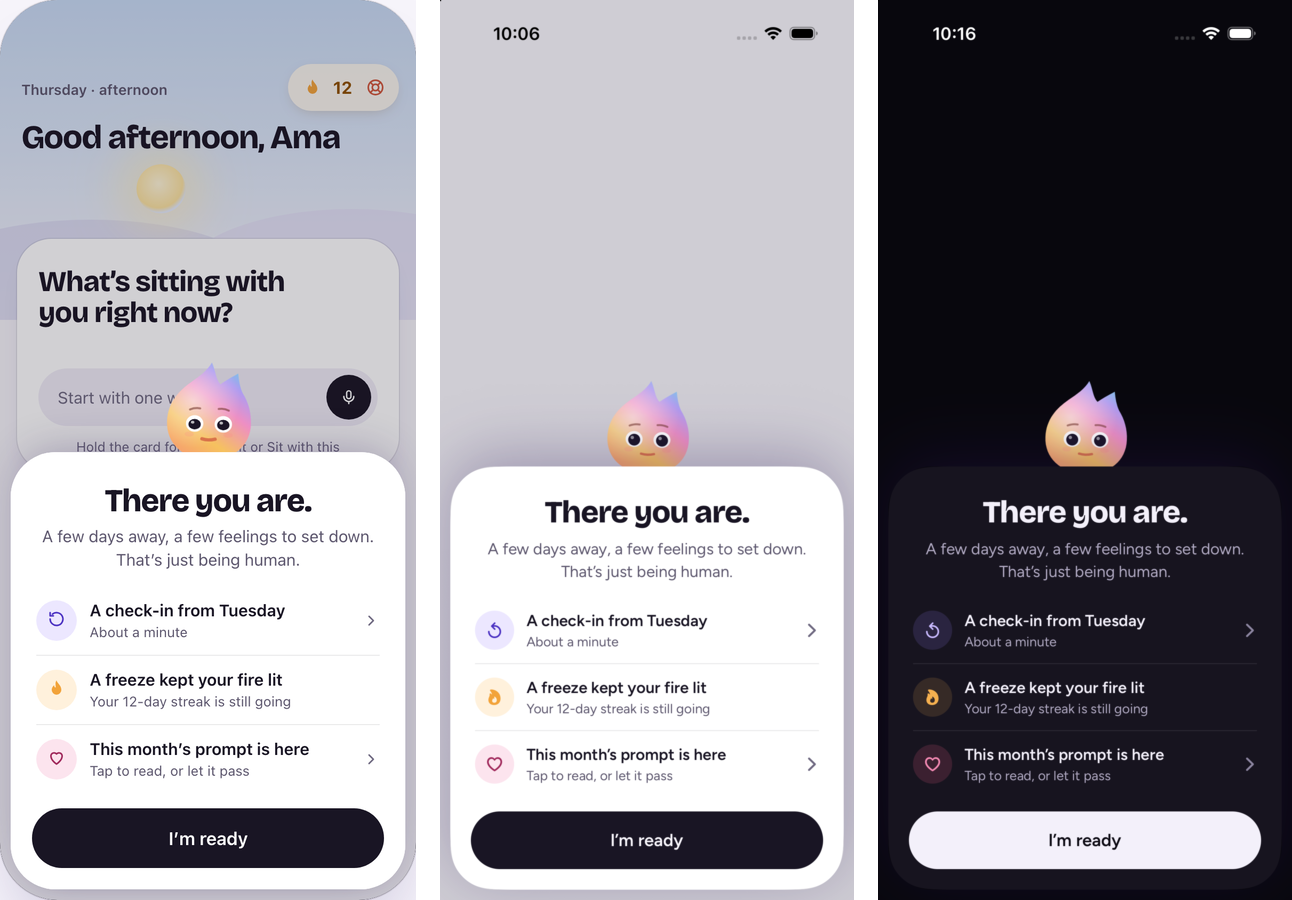 Thursday · afternoon
12
Good afternoon, Ama
What's sitting with
you right now?
Start with one
Hold the card fo
t or Sit with this
There you are.
A few days away, a few feelings to set down.
That's just being human.
A check-in from Tuesday
About a minute
A freeze kept your fire lit
Your 12-day streak is still going
This month's prompt is here
Tap to read, or let it pass
I'm ready
10:06
There you are.
A few days away, a few feelings to set down.
That's just being human.
A check-in from Tuesday
About a minute
A freeze kept your fire lit
Your 12-day streak is still going
This month's prompt is here
Tap to read, or let it pass
I'm ready
10:16
There you are.
A few days away, a few feelings to set down.
That's just being human.
A check-in from Tuesday
About a minute
A freeze kept your fire lit
Your 12-day streak is still going
This month's prompt is here
Tap to read, or let it pass
I'm ready